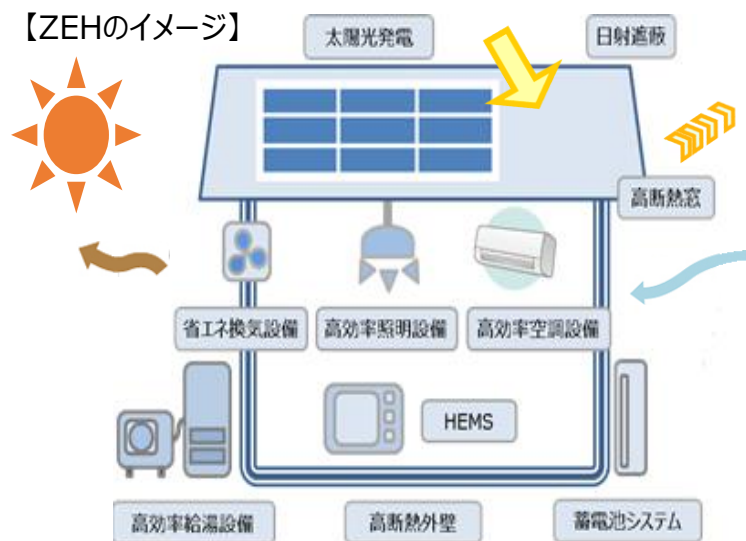 【ZEHのイメージ】
太陽光発電
日射遮蔽
高断熱窓
省エネ換気設備
高効率照明設備
高効率空調設備
HEMS
高効率給湯設備
高断熱外壁
蓄電池システム